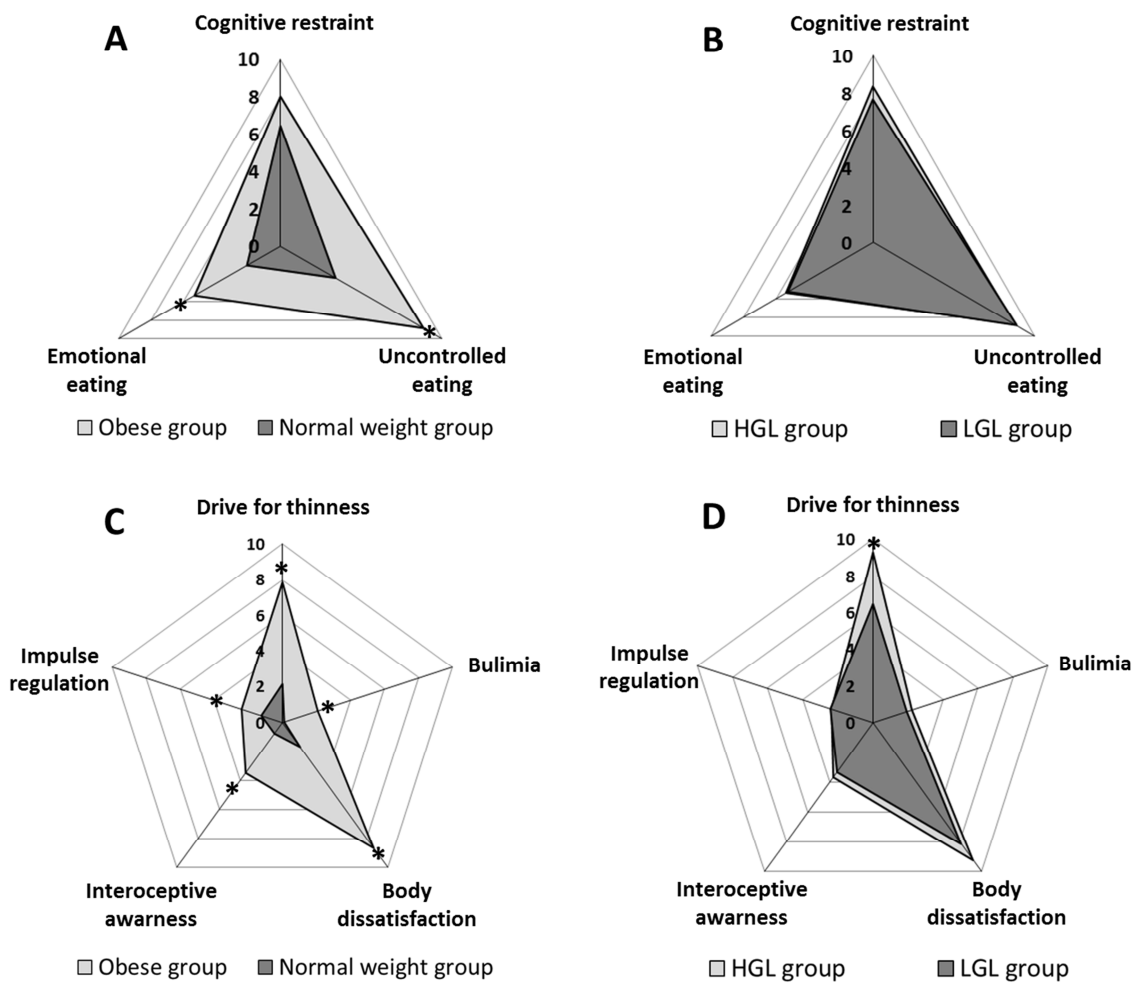 A
Cognitive restraint
10
8
6
4
2
0
*
*
Emotional
eating
Uncontrolled
eating
Obese group
Normal weight group
B
Cognitive restraint
10
8
6
4
2
0
Emotional
eating
Uncontrolled
eating
HGL group
LGL group
C
Drive for thinness
10
*
8
6
4
2
0
Impulse
regulation
*
Bulimia
*
*
*
Interoceptive
awarness
Body
dissatisfaction
Obese group
Normal weight group
D
Drive for thinness
10
*
8
6
4
2
0
Impulse
regulation
Bulimia
Interoceptive
awarness
Body
dissatisfaction
HGL group
LGL group